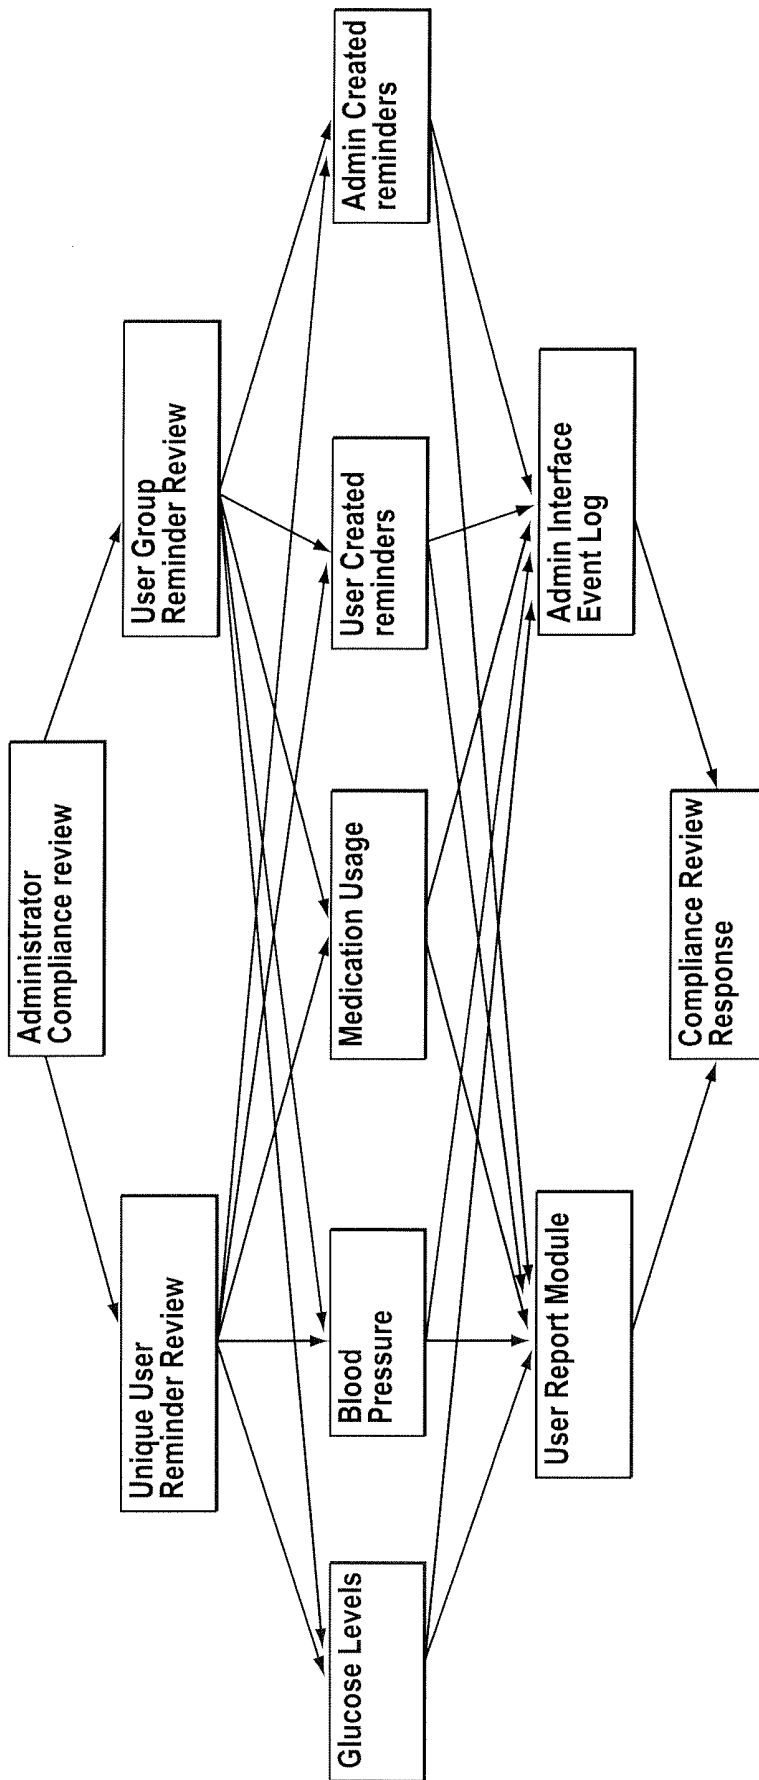 Administrator
Compliance review
Unique User
Reminder Review
User Group
Reminder Review
Glucose Levels
Blood
Pressure
Medication Usage
User Created
reminders
Admin Created
reminders
User Report Module
Admin Interface
Event Log
Compliance Review
Response